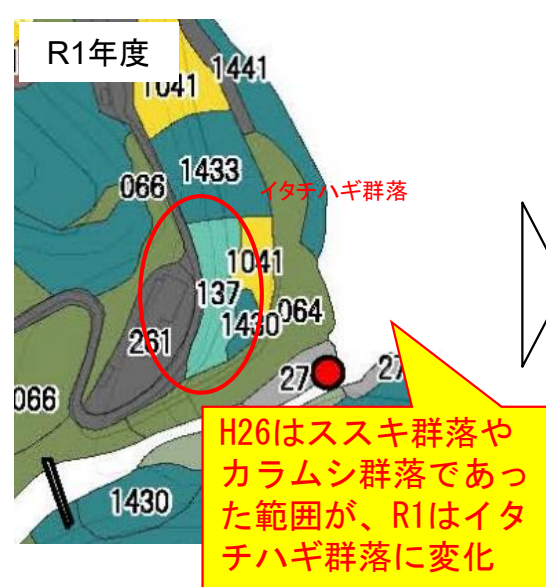 R1年度
1041
1441
066
1433
イタチハギ群落
1041
137
064
1430
261
27
27
066
1430
H26はススキ群落や
カラムシ群落であっ
た範囲が、R1はイタ
チハギ群落に変化